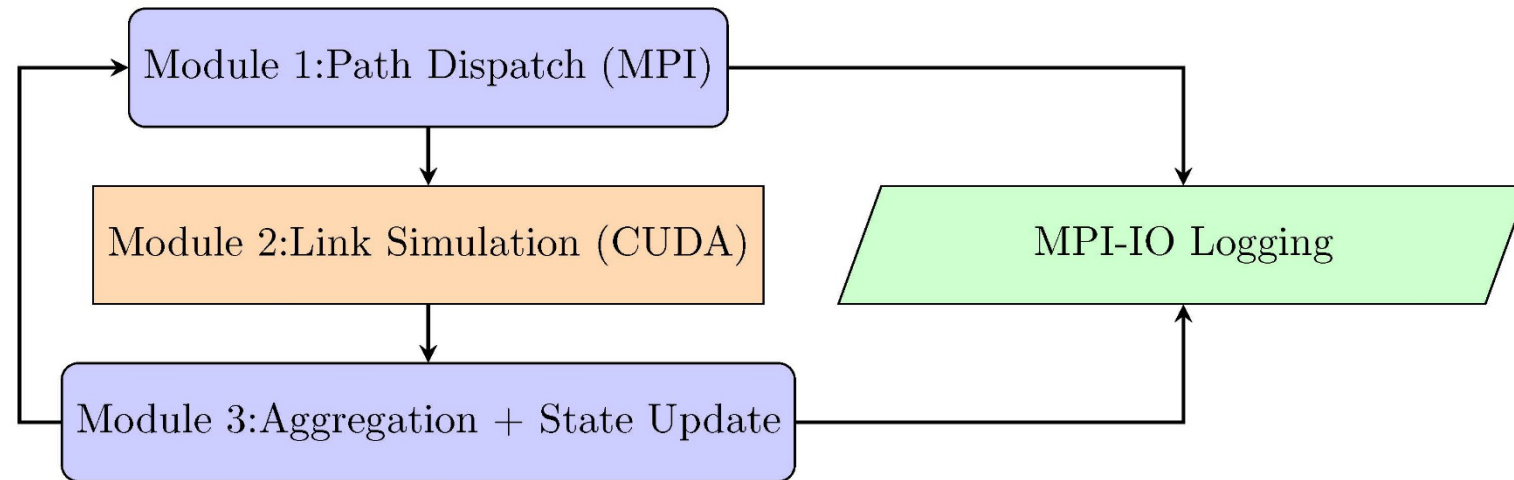 Module 1:Path Dispatch (MPI)
Module 2:Link Simulation (CUDA)
MPI-IO Logging
Module 3:Aggregation + State Update